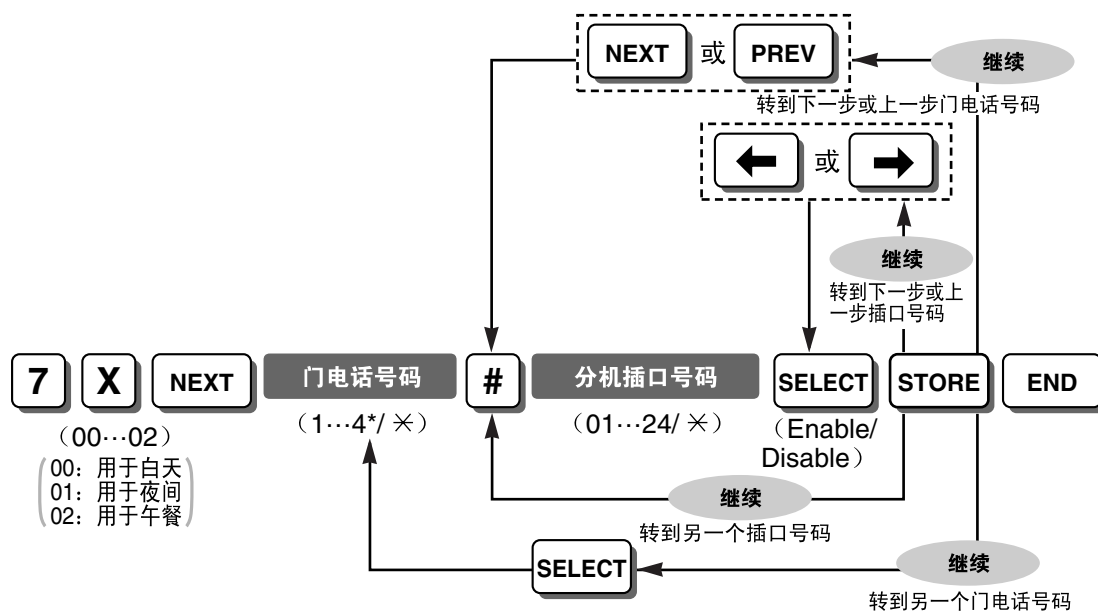 NEXT 或 PREV
继续
转到下一步或上一步门电话号码
← 或 →
继续
转到下一步或上
一步插口号码
7 X NEXT 门电话号码 # 分机插口号码 SELECT STORE END
（00…02）
（1…4*/ ✕）
（01…24/ ✕）
（Enable/
Disable）
00：用于白天
01：用于夜间
02：用于午餐
继续
转到另一个插口号码
SELECT
继续
转到另一个门电话号码